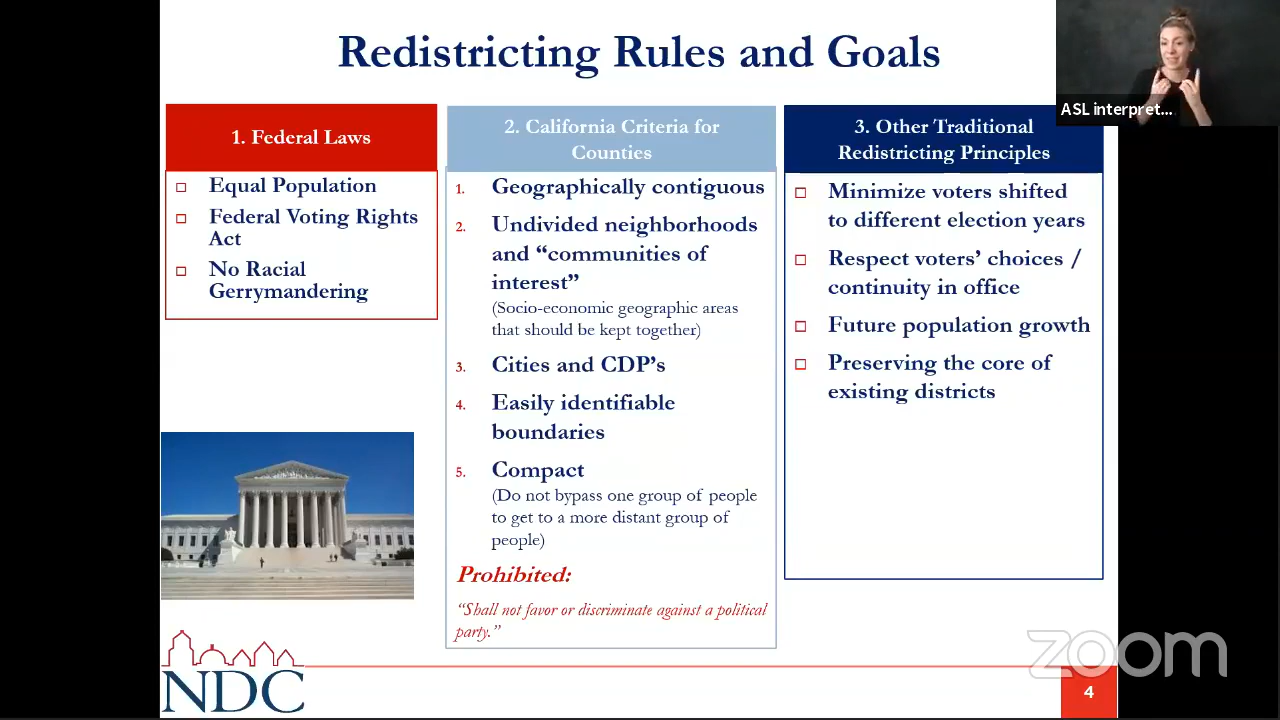 Redistricting Rules and Goals
ASL interpret...
1. Federal Laws
□ Equal Population
□ Federal Voting Rights
Act
□ No Racial
Gerrymandering
2. California Criteria for
Counties
1. Geographically contiguous
2. Undivided neighborhoods
and “communities of
interest”
(Socio-economic geographic areas
that should be kept together)
3. Cities and CDP’s
4. Easily identifiable
boundaries
5. Compact
(Do not bypass one group of people
to get to a more distant group of
people)
Prohibited:
“Shall not favor or discriminate against a political
party.”
3. Other Traditional
Redistricting Principles
□ Minimize voters shifted
to different election years
□ Respect voters’ choices /
continuity in office
□ Future population growth
□ Preserving the core of
existing districts
NDC
zoom
4